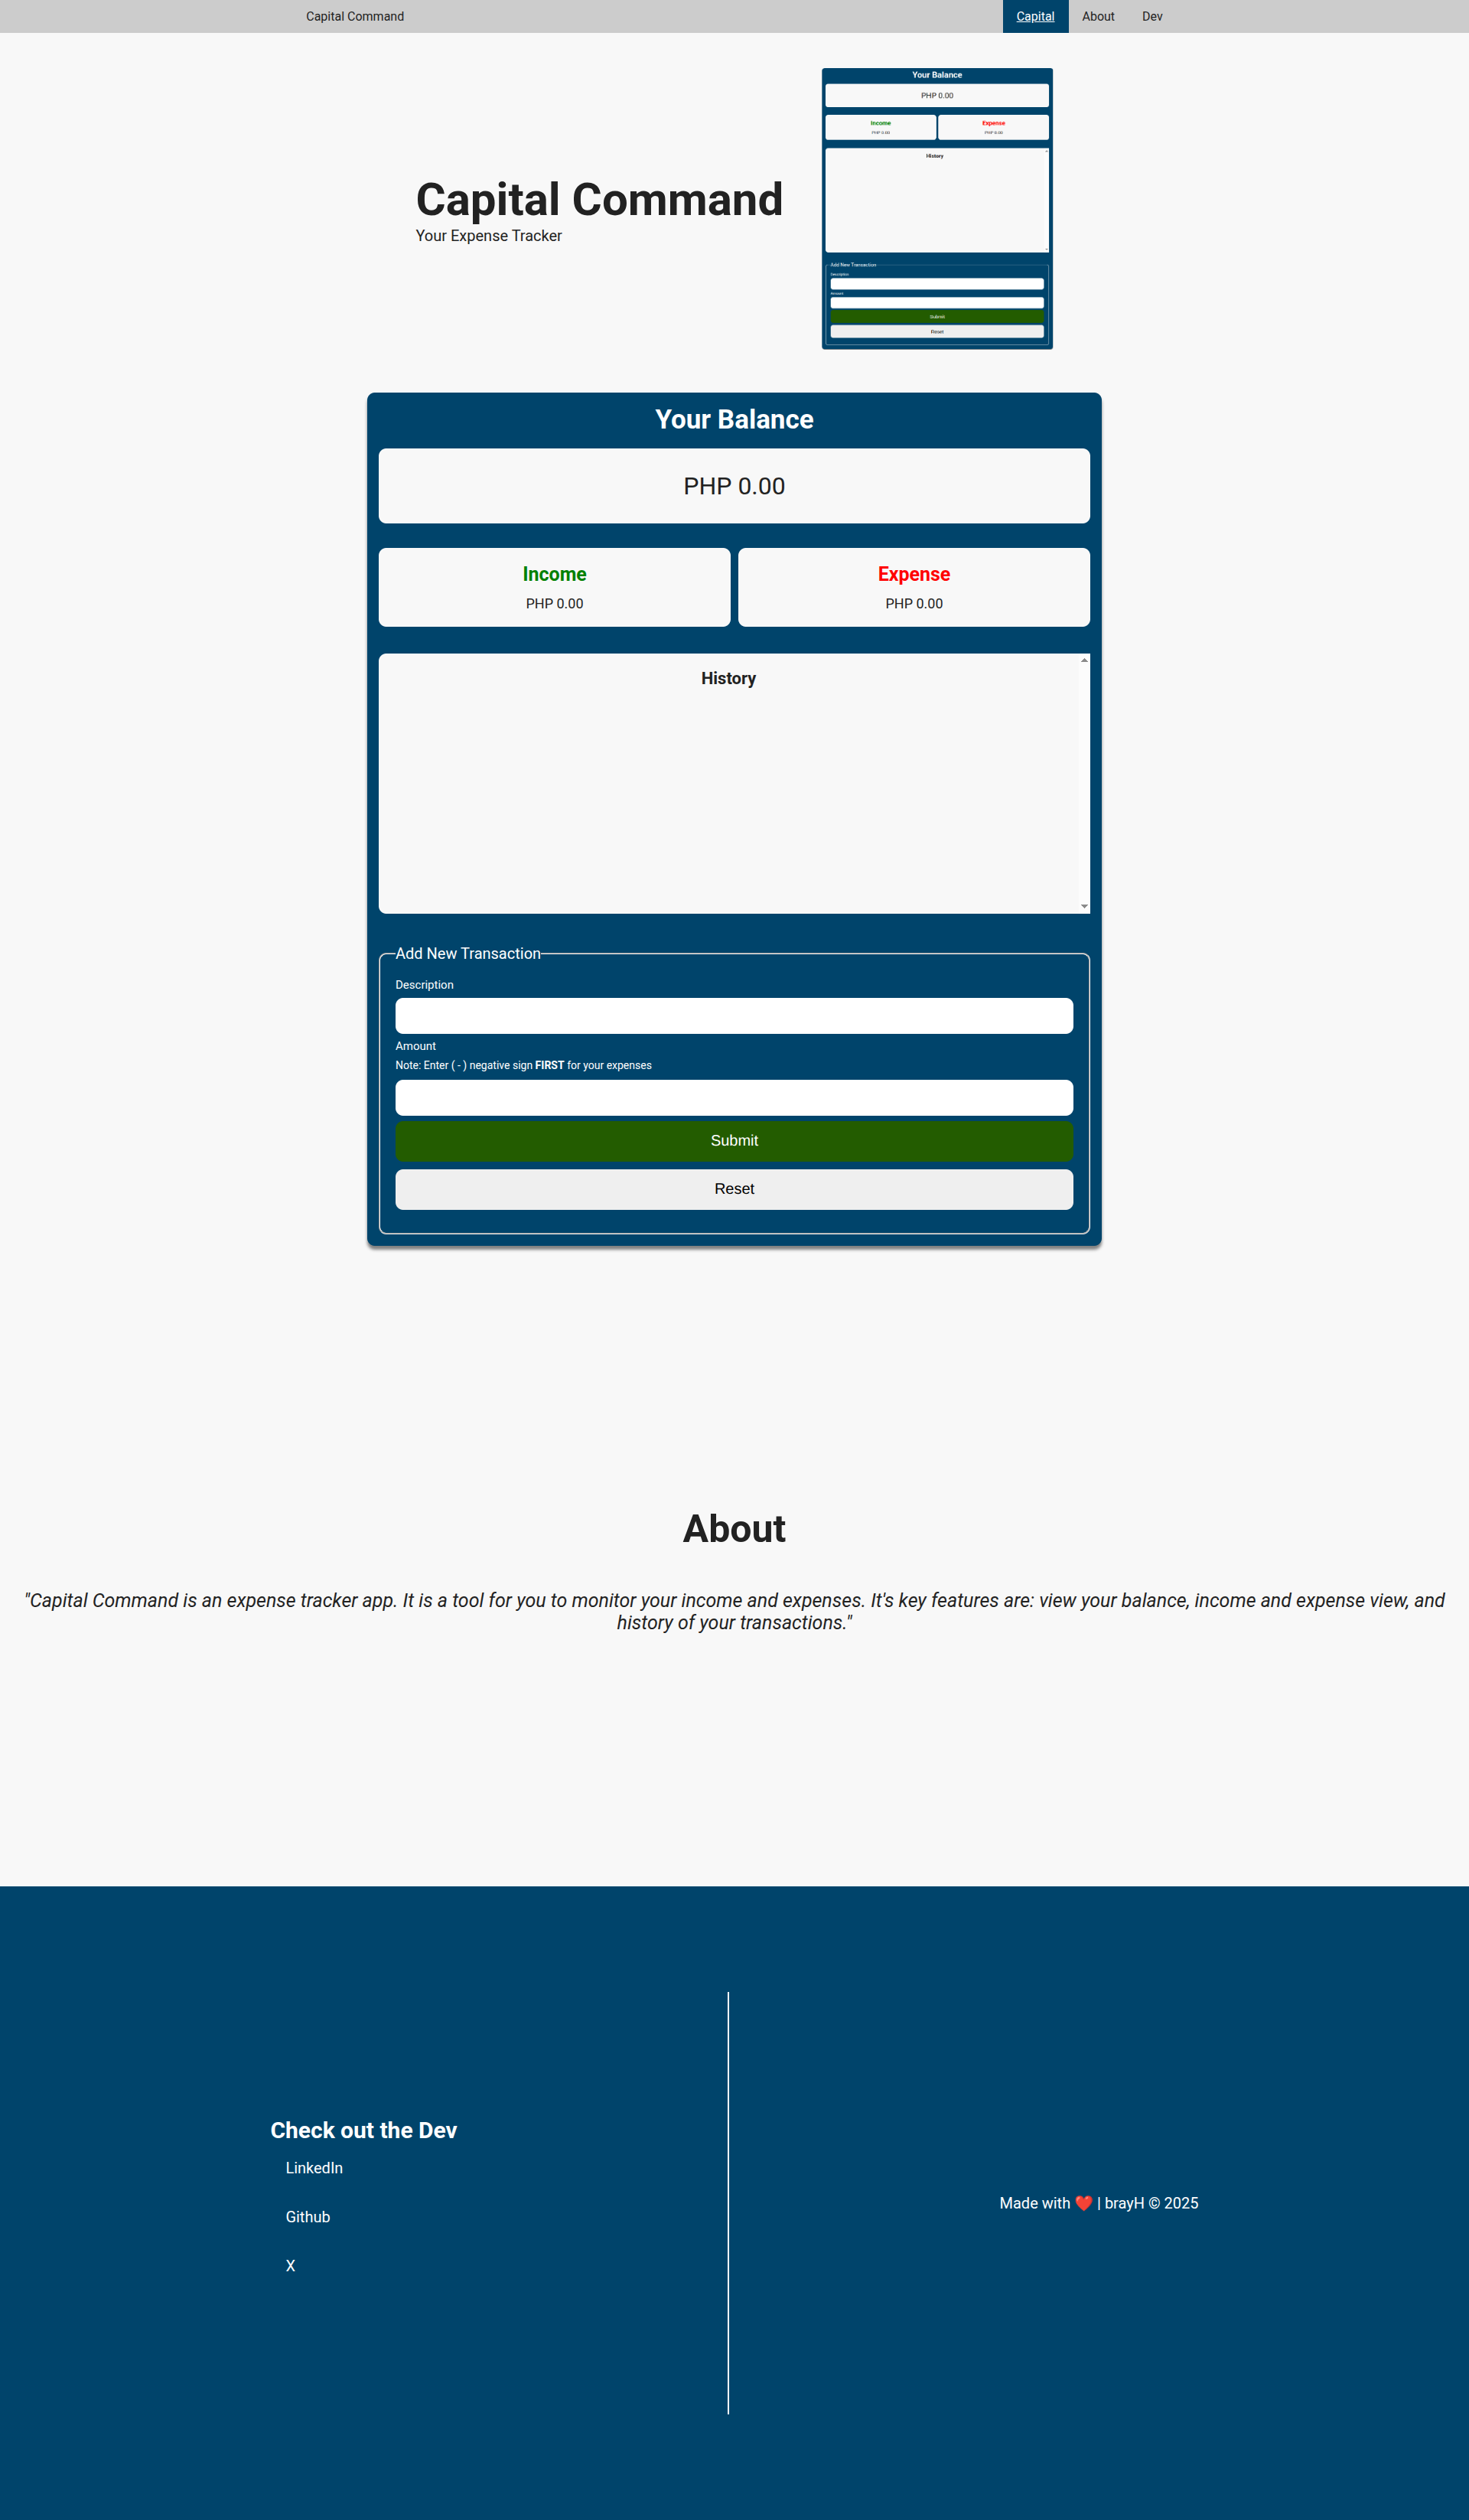 Capital Command
Capital
About
Dev
Capital Command
Your Expense Tracker
Your Balance
PHP 0.00
Income
Expense
PHP 0.00
PHP 0.00
History
Add New Transaction
Description
Amount
Submit
Reset
Your Balance
PHP 0.00
Income
PHP 0.00
Expense
PHP 0.00
History
Add New Transaction
Description
Amount
Note: Enter ( - ) negative sign FIRST for your expenses
Submit
Reset
About
"Capital Command is an expense tracker app. It is a tool for you to monitor your income and expenses. It's key features are: view your balance, income and expense view, and
history of your transactions."
Check out the Dev
LinkedIn
Github
X
Made with ❤️ | brayH © 2025